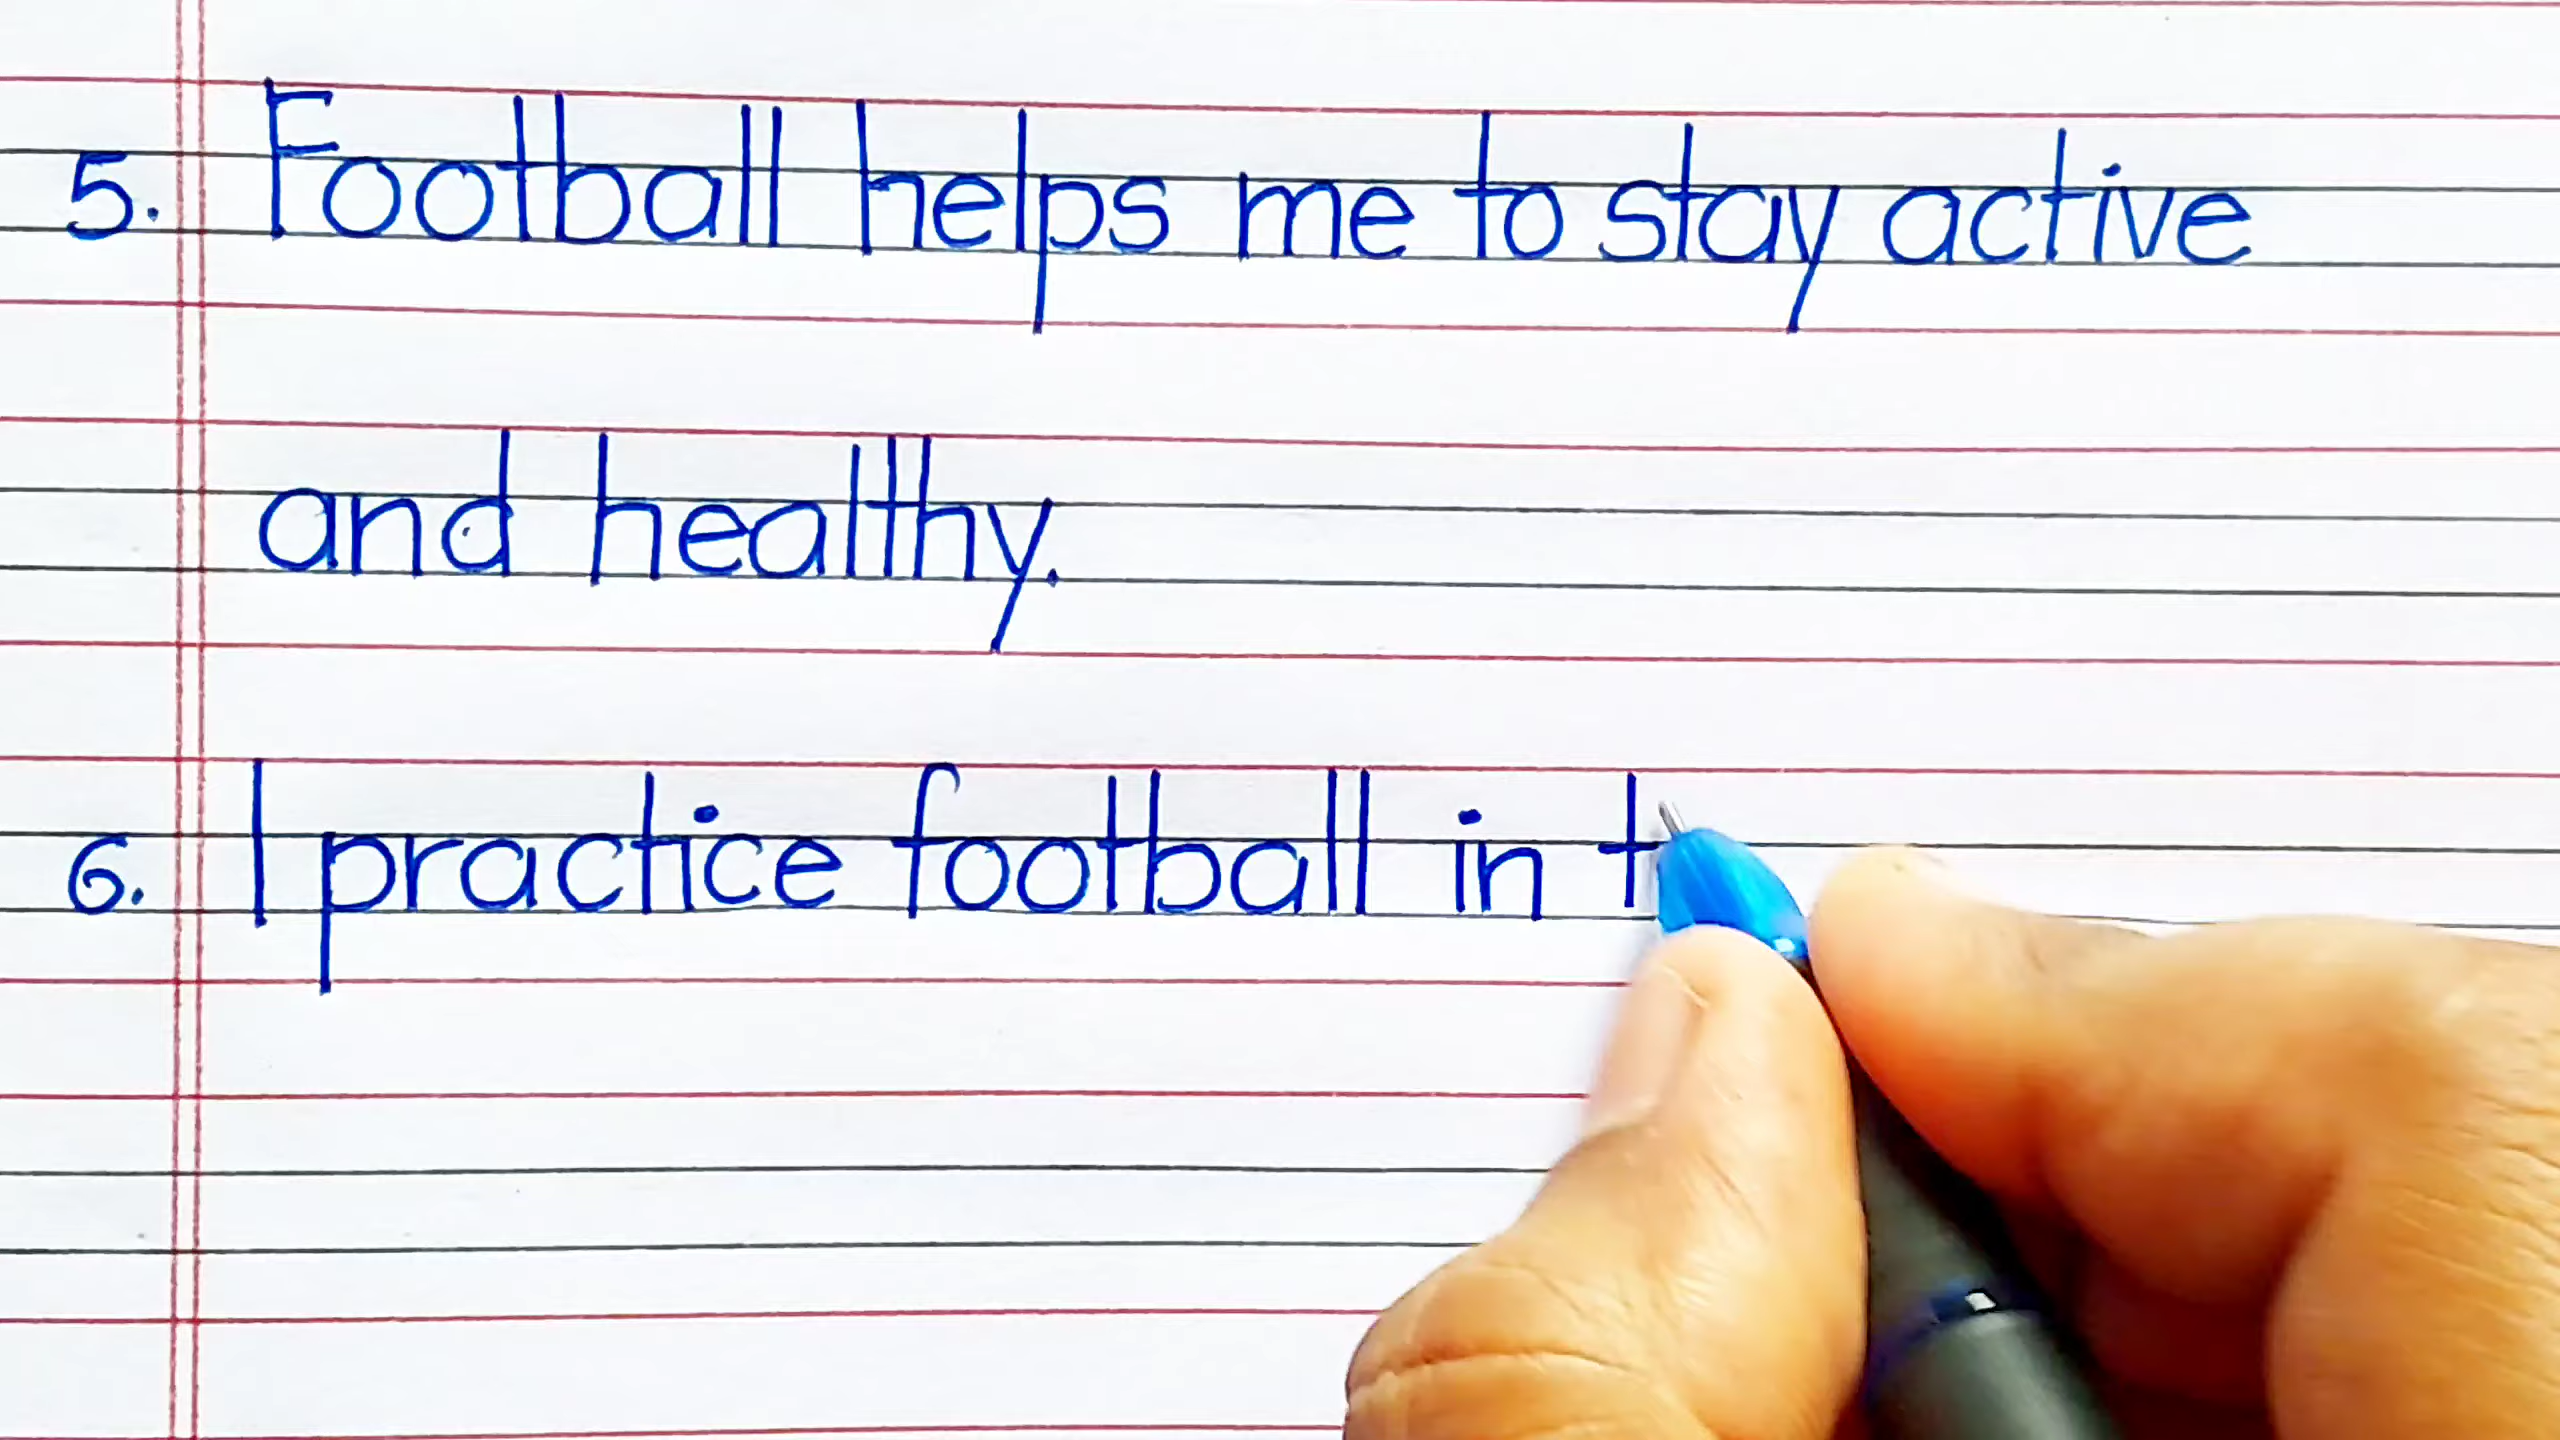 5. Football helps me to stay active
and healthy.
6. I practice football in t